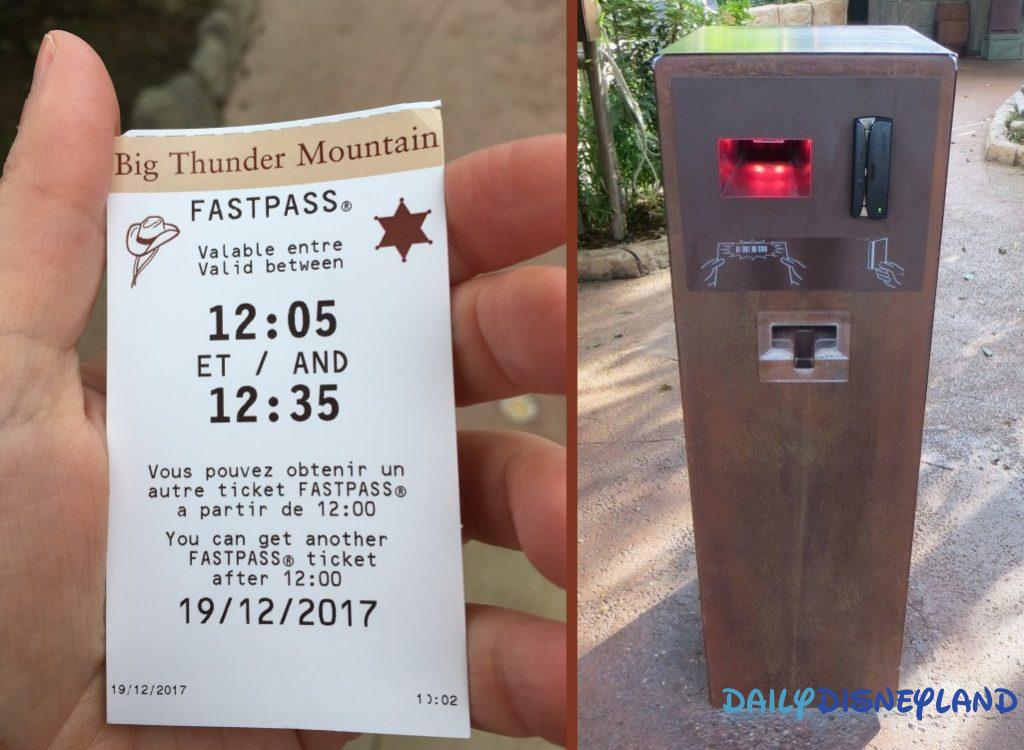 Big Thunder Mountain
FASTPASS®
Valable entre
Valid between
12:05
ET / AND
12:35
Vous pouvez obtenir un
autre ticket FASTPASS®
a partir de 12:00
You can get another
FASTPASS® ticket
after 12:00
19/12/2017
19/12/2017
DAILYDISNEYLAND